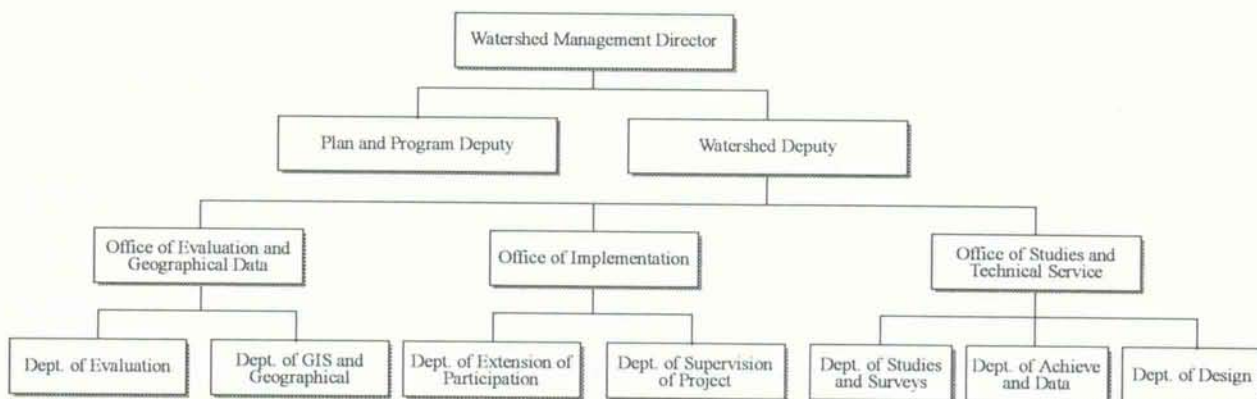 Watershed Management Director
Plan and Program Deputy
Watershed Deputy
Office of Evaluation and
Geographical Data
Office of Implementation
Office of Studies and
Technical Service
Dept. of Evaluation
Dept. of GIS and
Geographical
Dept. of Extension of
Participation
Dept. of Supervision
of Project
Dept. of Studies
and Surveys
Dept. of Achieve
and Data
Dept. of Design